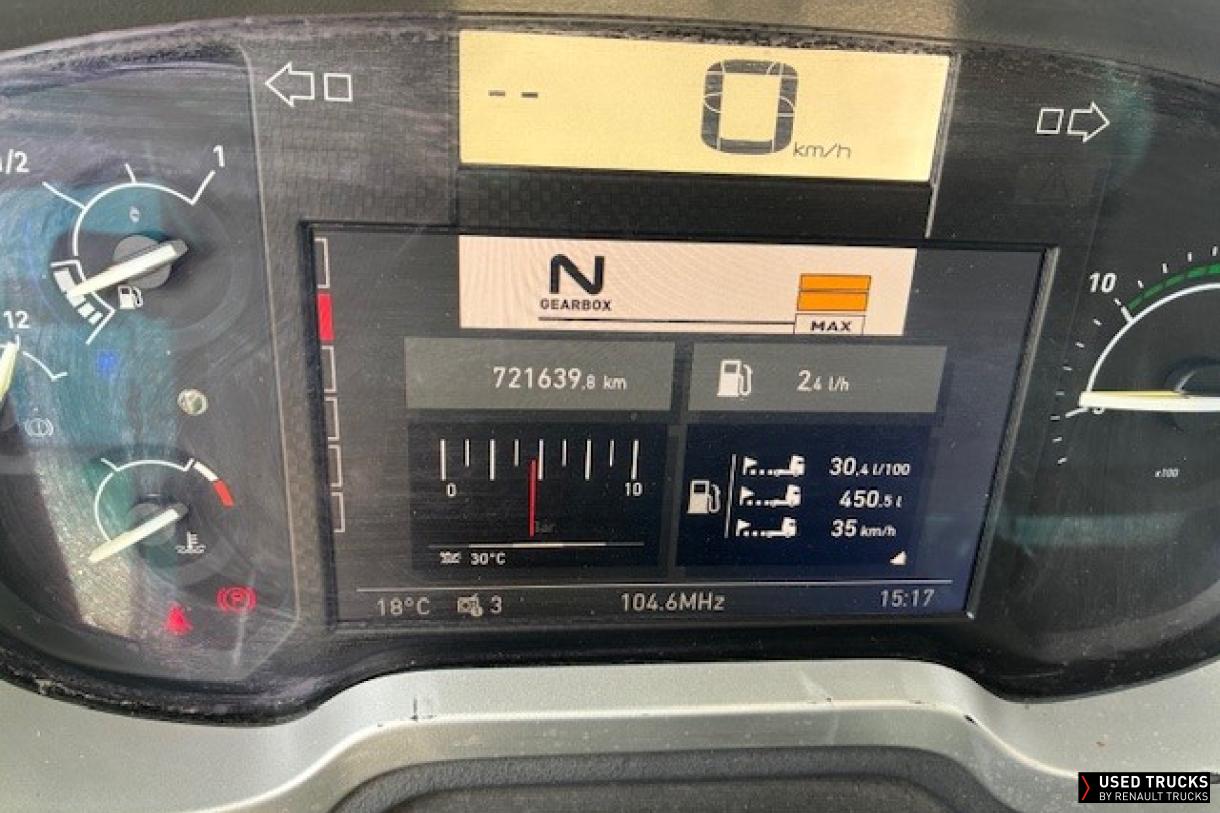 -- 0 km/h
1/2 1
N
GEARBOX
MAX
10
12
721639.8 km
2.4 l/h
0 10
bar
30°C
30.4 l/100
450.5 l
35 km/h
x100
18°C 3 104.6MHz 15:17
P
USED TRUCKS
BY RENAULT TRUCKS